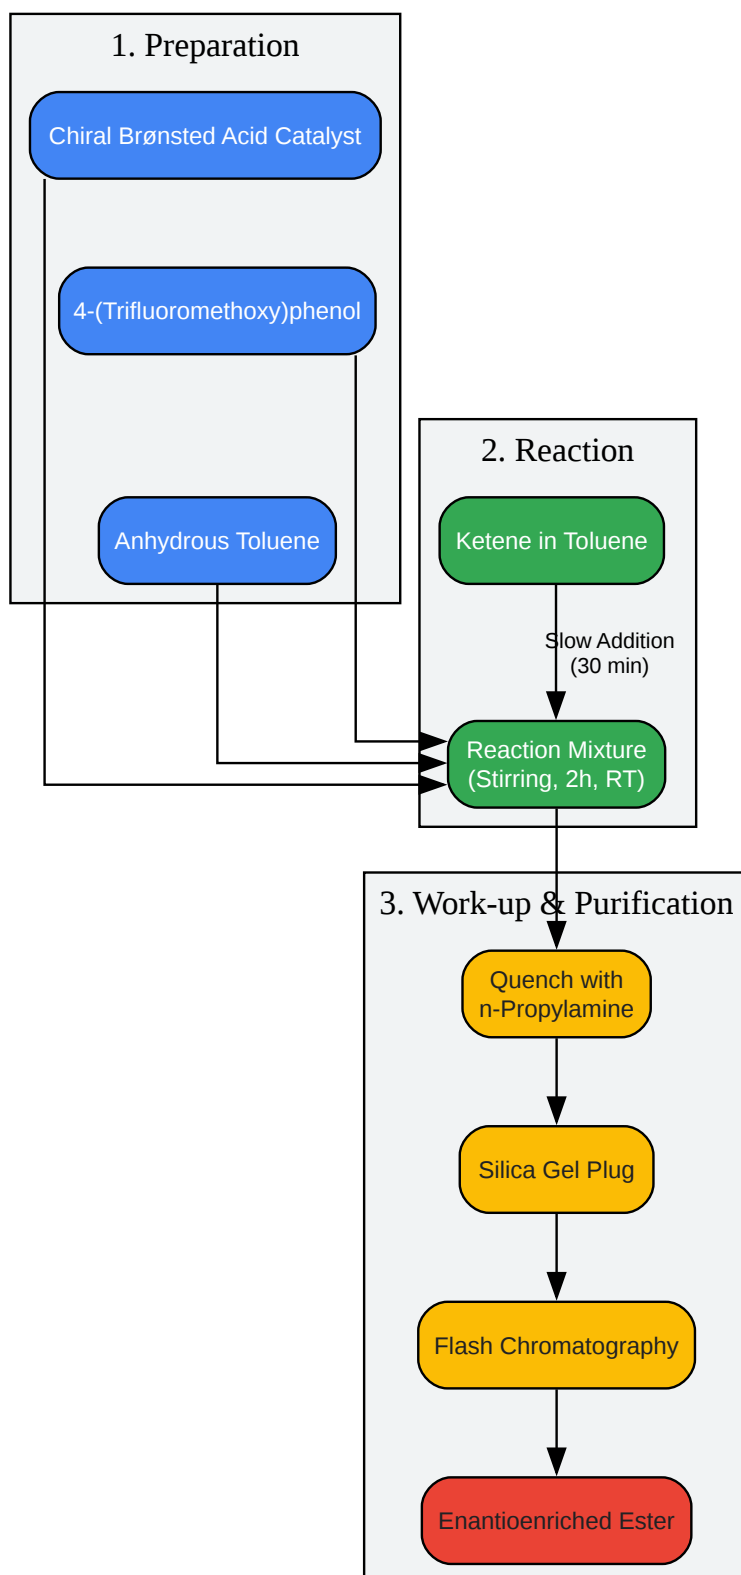 1. Preparation
Chiral Brønsted Acid Catalyst
4-(Trifluoromethoxy)phenol
Anhydrous Toluene
2. Reaction
Ketene in Toluene
Slow Addition
(30 min)
Reaction Mixture
(Stirring, 2h, RT)
3. Work-up & Purification
Quench with
n-Propylamine
Silica Gel Plug
Flash Chromatography
Enantioenriched Ester